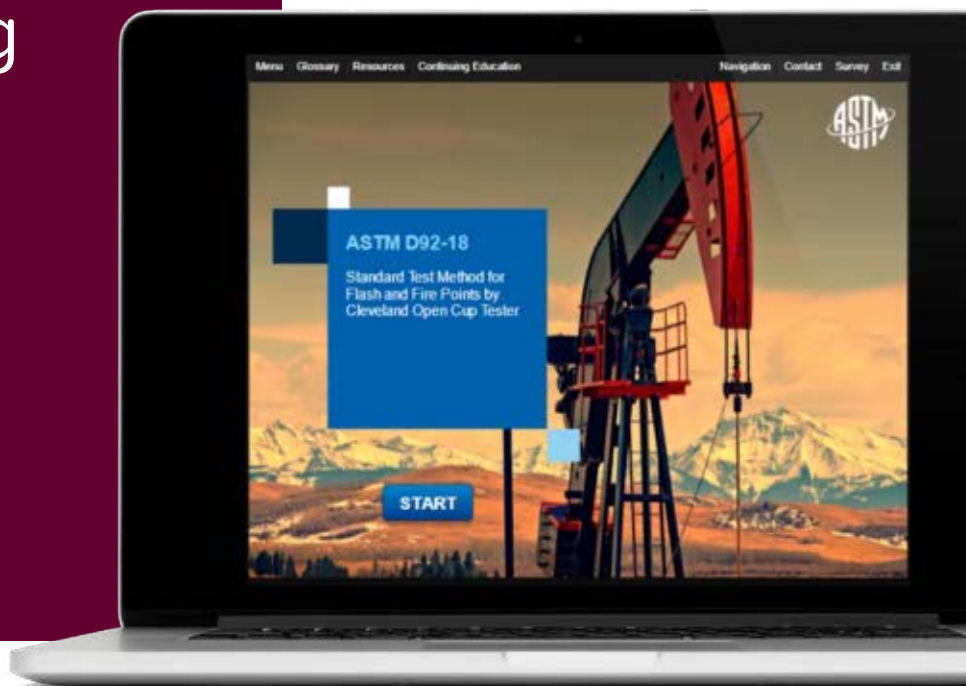 g
Menu Glossary Resources Continuing Education Navigation Contact Survey Exit
ASTM
ASTM D92-18
Standard Test Method for
Flash and Fire Points by
Cleveland Open Cup Tester
START